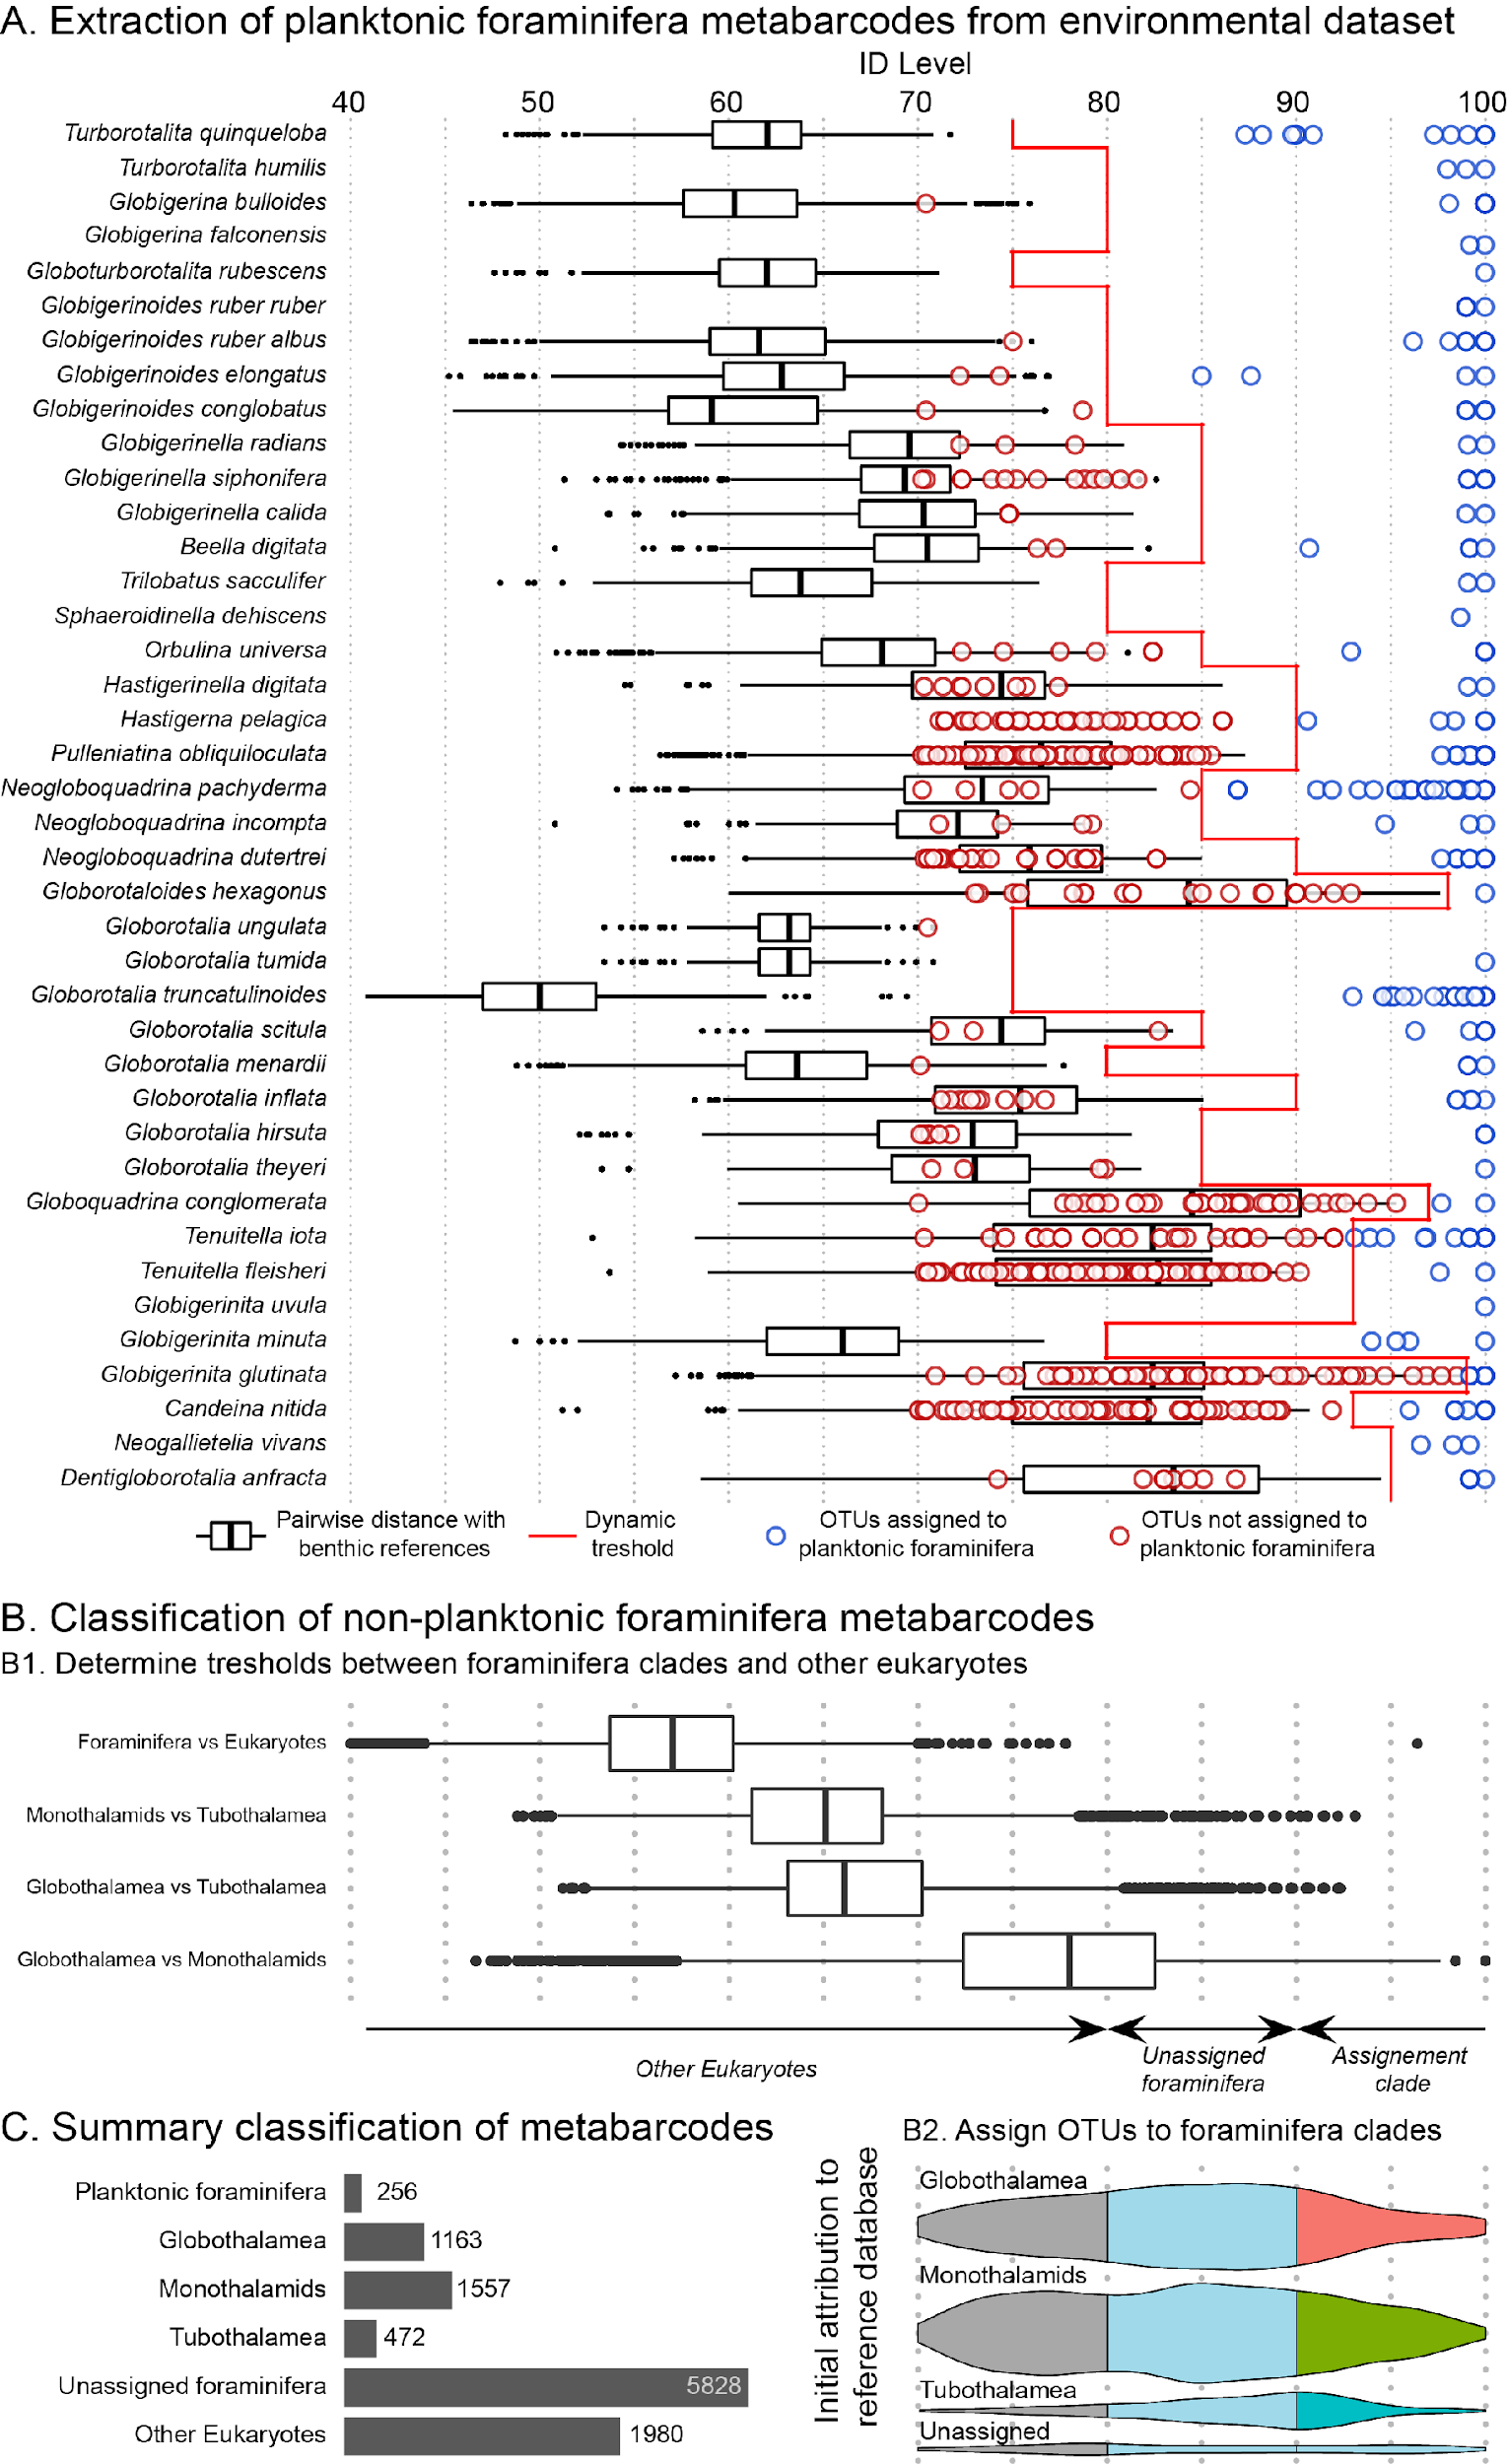 A. Extraction of planktonic foraminifera metabarcodes from environmental dataset
ID Level
40 50 60 70 80 90 100
Turborotalita quinqueloba
Turborotalita humilis
Globigerina bulloides
Globigerina falconensis
Globoturborotalita rubescens
Globigerinoides ruber ruber
Globigerinoides ruber albus
Globigerinoides elongatus
Globigerinoides conglobatus
Globigerinella radians
Globigerinella siphonifera
Globigerinella calida
Beella digitata
Trilobatus sacculifer
Sphaeroidinella dehiscens
Orbulina universa
Hastigerinella digitata
Hastigerna pelagica
Pulleniatina obliquiloculata
Neogloboquadrina pachyderma
Neogloboquadrina incompta
Neogloboquadrina dutertrei
Globorotaloides hexagonus
Globorotalia ungulata
Globorotalia tumida
Globorotalia truncatulinoides
Globorotalia scitula
Globorotalia menardii
Globorotalia inflata
Globorotalia hirsuta
Globorotalia theyeri
Globoquadrina conglomerata
Tenuitella iota
Tenuitella fleisheri
Globigerinita uvula
Globigerinita minuta
Globigerinita glutinata
Candeina nitida
Neogallietelia vivans
Dentigloborotalia anfracta
Pairwise distance with
benthic references
Dynamic
treshold
OTUs assigned to
planktonic foraminifera
OTUs not assigned to
planktonic foraminifera
B. Classification of non-planktonic foraminifera metabarcodes
B1. Determine tresholds between foraminifera clades and other eukaryotes
Foraminifera vs Eukaryotes
Monothalamids vs Tubothalamea
Globothalamea vs Tubothalamea
Globothalamea vs Monothalamids
Other Eukaryotes
Unassigned
foraminifera
Assignement
clade
C. Summary classification of metabarcodes
Planktonic foraminifera 256
Globothalamea 1163
Monothalamids 1557
Tubothalamea 472
Unassigned foraminifera 5828
Other Eukaryotes 1980
B2. Assign OTUs to foraminifera clades
Initial attribution to
reference database
Globothalamea
Monothalamids
Tubothalamea
Unassigned